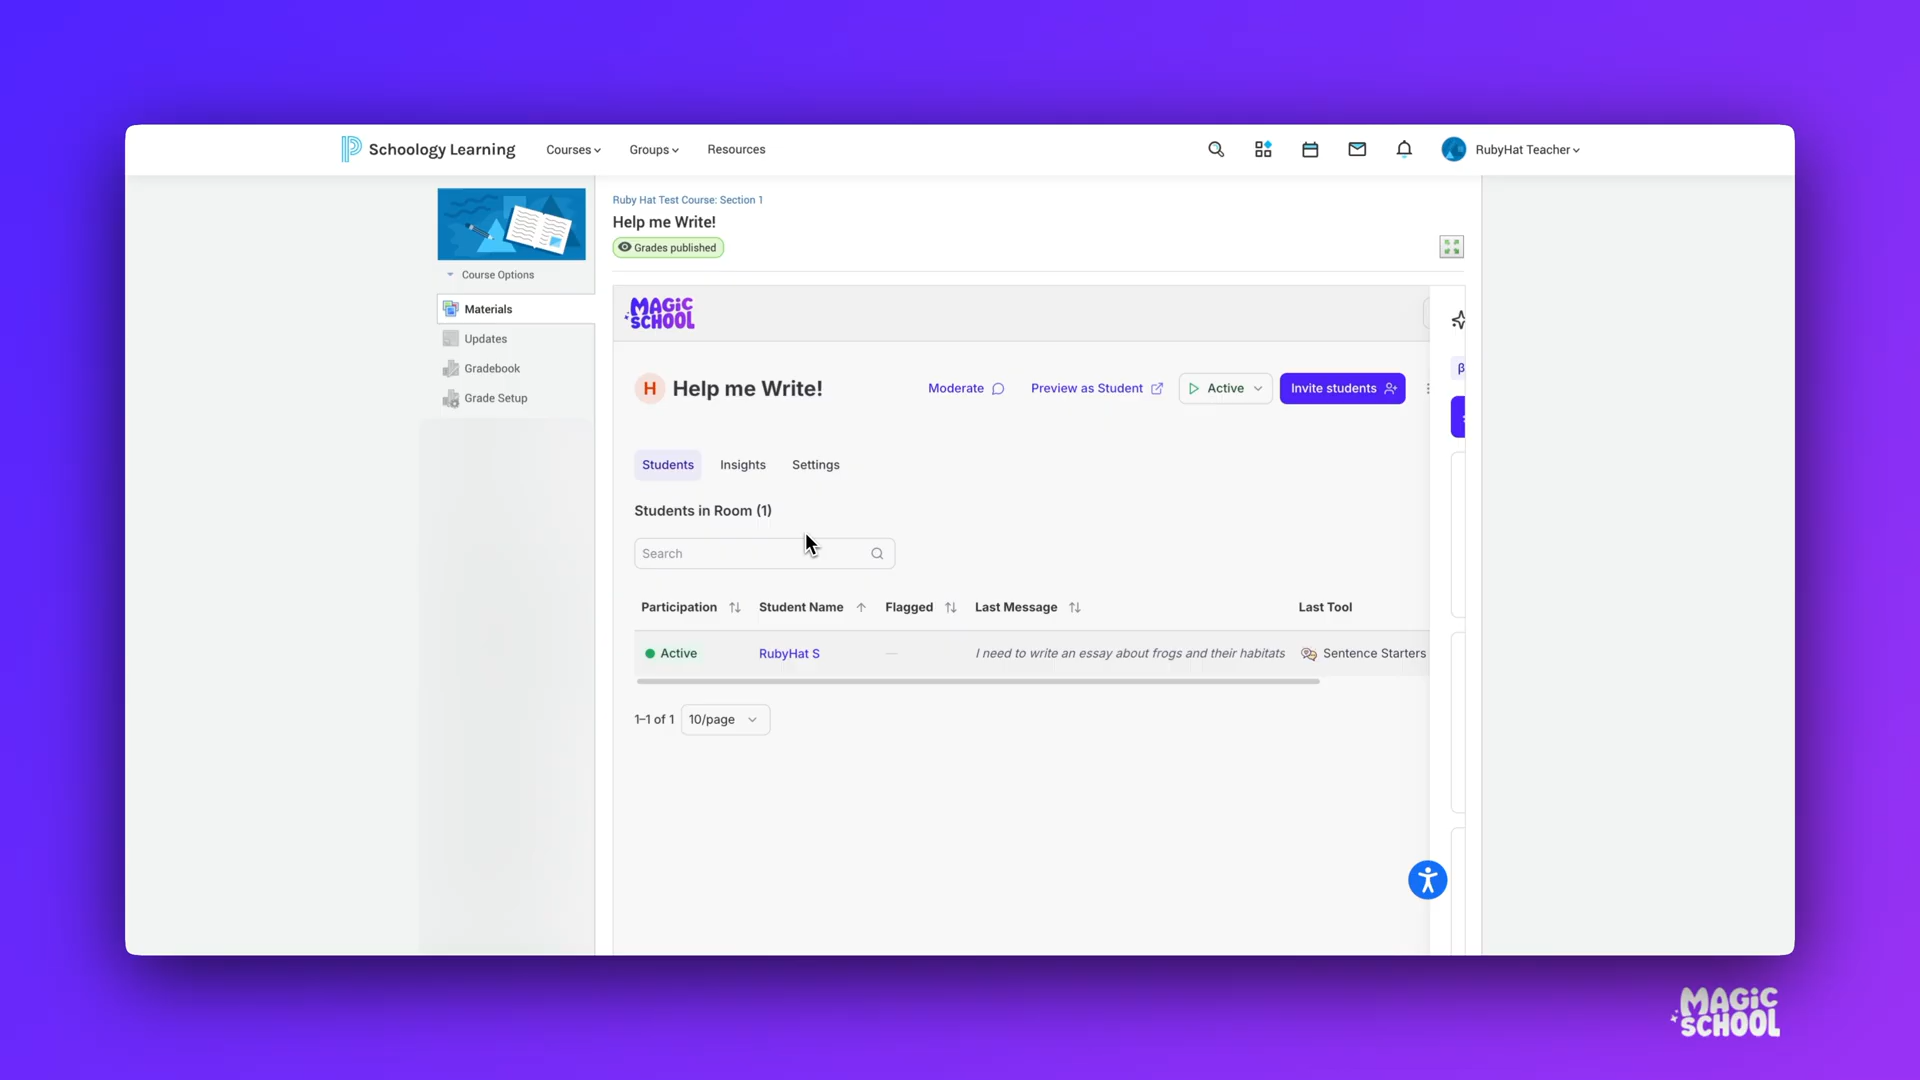 Schoology Learning Courses Groups Resources RubyHat Teacher
Course Options
Materials
Updates
Gradebook
Grade Setup
Ruby Hat Test Course: Section 1
Help me Write!
Grades published
MAGIC SCHOOL
H Help me Write! Moderate Preview as Student Active Invite students
β
Students Insights Settings
Students in Room (1)
Search
Participation Student Name Flagged Last Message Last Tool
Active RubyHat S — I need to write an essay about frogs and their habitats Sentence Starters
1–1 of 1 10/page
MAGIC
SCHOOL